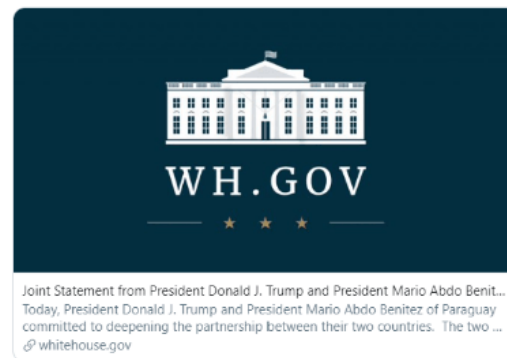 WH.GOV
Joint Statement from President Donald J. Trump and President Mario Abdo Benit...
Today, President Donald J. Trump and President Mario Abdo Benitez of Paraguay
committed to deepening the partnership between their two countries. The two ...
whitehouse.gov